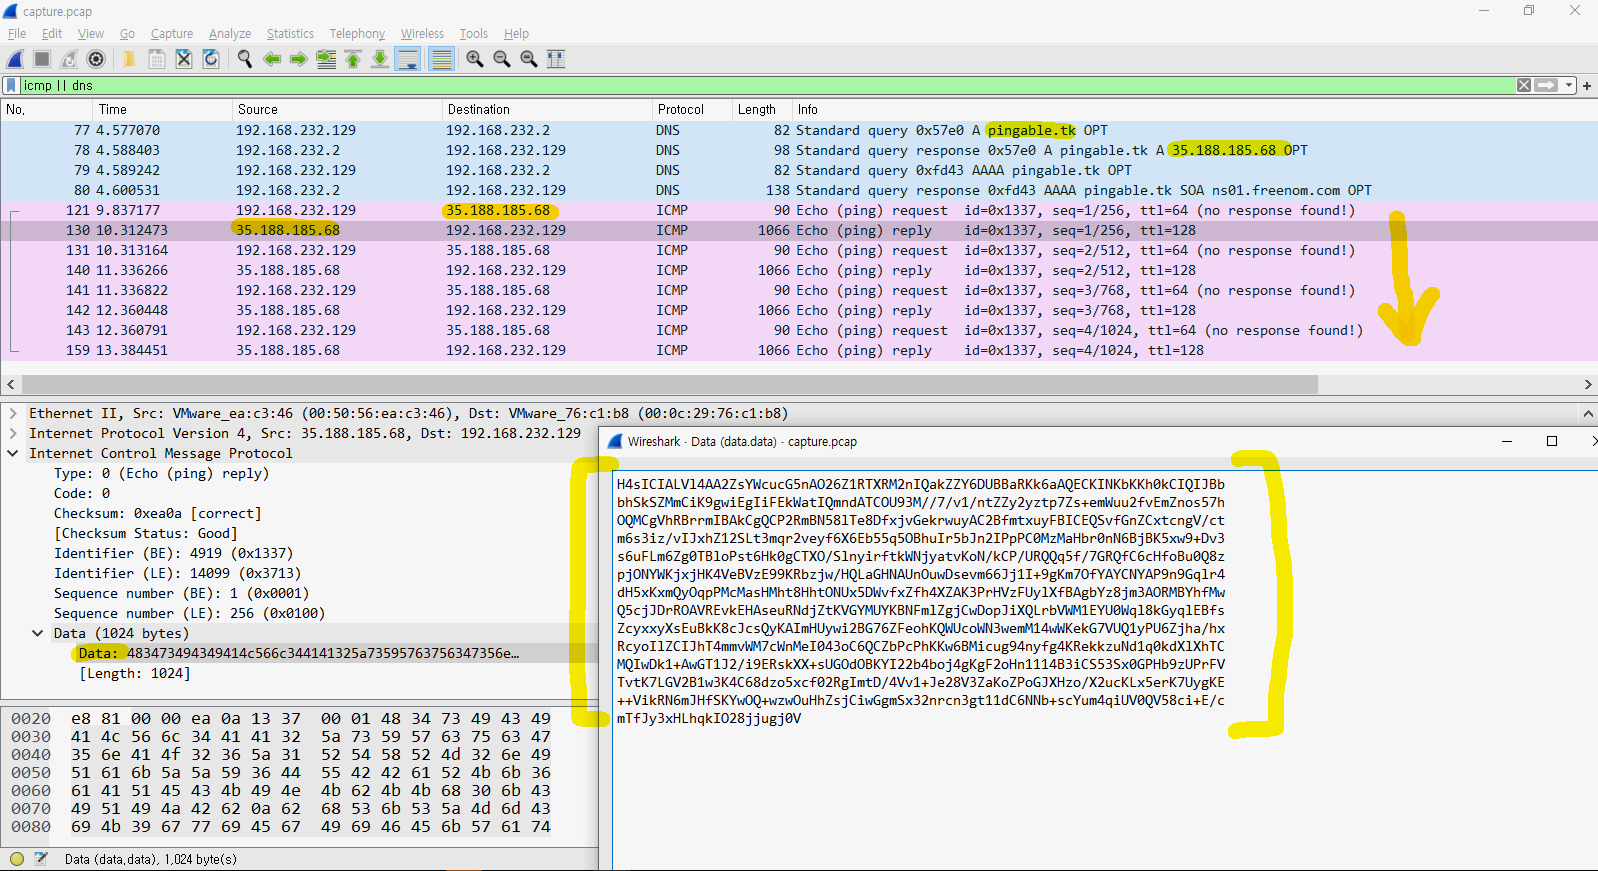 capture.pcap
File Edit View Go Capture Analyze Statistics Telephony Wireless Tools Help
icmp || dns
No. Time Source Destination Protocol Length Info
77 4.577070 192.168.232.129 192.168.232.2 DNS 82 Standard query 0x57e0 A pingable.tk OPT
78 4.588403 192.168.232.2 192.168.232.129 DNS 98 Standard query response 0x57e0 A pingable.tk A 35.188.185.68 OPT
79 4.589242 192.168.232.129 192.168.232.2 DNS 82 Standard query 0xfd43 AAAA pingable.tk OPT
80 4.600531 192.168.232.2 192.168.232.129 DNS 138 Standard query response 0xfd43 AAAA pingable.tk SOA ns01.freenom.com OPT
121 9.837177 192.168.232.129 35.188.185.68 ICMP 90 Echo (ping) request id=0x1337, seq=1/256, ttl=64 (no response found!)
130 10.312473 35.188.185.68 192.168.232.129 ICMP 1066 Echo (ping) reply id=0x1337, seq=1/256, ttl=128
131 10.313164 192.168.232.129 35.188.185.68 ICMP 90 Echo (ping) request id=0x1337, seq=2/512, ttl=64 (no response found!)
140 11.336266 35.188.185.68 192.168.232.129 ICMP 1066 Echo (ping) reply id=0x1337, seq=2/512, ttl=128
141 11.336822 192.168.232.129 35.188.185.68 ICMP 90 Echo (ping) request id=0x1337, seq=3/768, ttl=64 (no response found!)
142 12.360448 35.188.185.68 192.168.232.129 ICMP 1066 Echo (ping) reply id=0x1337, seq=3/768, ttl=128
143 12.360791 192.168.232.129 35.188.185.68 ICMP 90 Echo (ping) request id=0x1337, seq=4/1024, ttl=64 (no response found!)
159 13.384451 35.188.185.68 192.168.232.129 ICMP 1066 Echo (ping) reply id=0x1337, seq=4/1024, ttl=128
Ethernet II, Src: VMware_ea:c3:46 (00:50:56:ea:c3:46), Dst: VMware_76:c1:b8 (00:0c:29:76:c1:b8)
Internet Protocol Version 4, Src: 35.188.185.68, Dst: 192.168.232.129
Internet Control Message Protocol
Type: 0 (Echo (ping) reply)
Code: 0
Checksum: 0xea0a [correct]
[Checksum Status: Good]
Identifier (BE): 4919 (0x1337)
Identifier (LE): 14099 (0x3713)
Sequence number (BE): 1 (0x0001)
Sequence number (LE): 256 (0x0100)
Data (1024 bytes)
Data: 483473494349414c566c344141325a73595763756347356e…
[Length: 1024]
0020 e8 81 00 00 ea 0a 13 37 00 01 48 34 73 49 43 49
0030 41 4c 56 6c 34 41 41 32 5a 73 59 57 63 75 63 47
0040 35 6e 41 4f 32 36 5a 31 52 54 58 52 4d 32 6e 49
0050 51 61 6b 5a 5a 59 36 44 55 42 42 61 52 4b 6b 36
0060 61 41 51 45 43 4b 49 4e 4b 62 4b 4b 68 30 6b 43
0070 49 51 49 4a 42 62 0a 62 68 53 6b 53 5a 4d 6d 43
0080 69 4b 39 67 77 69 45 67 49 69 46 45 6b 57 61 74
Data (data.data), 1,024 byte(s)
Wireshark · Data (data.data) · capture.pcap
H4sICIALVl4AA2ZsYWcucG5nAO26Z1RTXRM2nIQakZZY6DUBBaRKk6aAQECKINKbKKh0kCIQIJBb
bhSkSZMmCiK9gwiEgIiFEkWatIQmndATCOU93M//7/v1/ntZZy2yztp7Zs+emWuu2fvEmZnos57h
OQMCgVhRBrrmIBAkCgQCP2RmBN58lTe8DfxjvGekrwuyAC2BfmtxuyFBICEQSvfGnZCxtcngV/ct
m6s3iz/vIJxhZ12SLt3mqr2veyf6X6Eb55q5OBhuIr5bJn2IPpPC0MzMaHbr0nN6BjBK5xw9+Dv3
s6uFLm6Zg0TBloPst6Hk0gCTXO/SlnyirftkWNjyatvKoN/kCP/URQQq5f/7GRQfC6cHfoBu0Q8z
pjONYWKjxjHK4VeBVzE99KRbzjw/HQLaGHNAUnOuwDsevm66Jj1I+9gKm7OfYAYCNYAP9n9Gqlr4
dH5xKxmQyOqpPMcMasHMht8HhtONUx5DWvfxZfh4XZAK3PrHVzFUylXfBAgbYz8jm3AORMBYhfMw
Q5cjJDrROAVREvkEHAseuRNdjZtKVGYMUYKBNFmlZgjCwDopJiXQLrbVWM1EYU0Wql8kGyqlEBfs
ZcyxxyXsEuBkK8cJcsQyKAImHUywi2BG76ZFeohKQWUcoWN3wemM14wWKekG7VUQ1yPU6Zjha/hx
RcyoIlZCIJhT4mmvWM7cWnMeI043oC6QCZbPcPhKKw6BMicug94nyfg4KRekkzuNd1q0kdXlXhTC
MQIwDk1+AwGT1J2/i9ERskXX+sUGOdOBKYI22b4boj4gKgF2oHn1114B3iCS53Sx0GPHb9zUPrFV
TvtK7LGV2B1w3K4C68dzo5xcf02RgImtD/4Vv1+Je28V3ZaKoZPoGJXHzo/X2ucKLx5erK7UygKE
++VikRN6mJHfSKYwOQ+wzwOuHhZsjCiwGgmSx32nrcn3gt11dC6NNb+scYum4qiUV0QV58ci+E/c
mTfJy3xHLhqkIO28jjugj0V